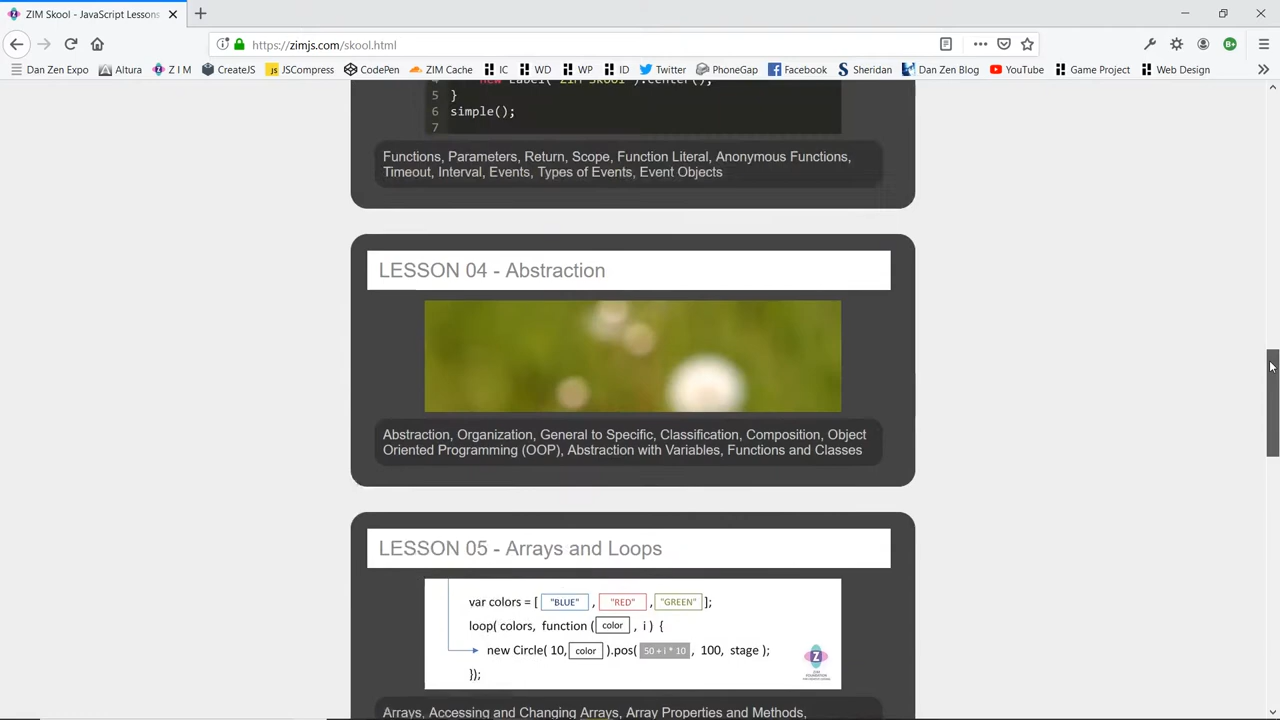 ZIM Skool - JavaScript Lessons
https://zimjs.com/skool.html
Dan Zen Expo Altura Z I M CreateJS JSCompress CodePen ZIM Cache IC WD WP ID Twitter PhoneGap Facebook Sheridan Dan Zen Blog YouTube Game Project Web Design
new Label("ZIM Skool").center();
5 }
6 simple();
7
Functions, Parameters, Return, Scope, Function Literal, Anonymous Functions,
Timeout, Interval, Events, Types of Events, Event Objects
LESSON 04 - Abstraction
Abstraction, Organization, General to Specific, Classification, Composition, Object
Oriented Programming (OOP), Abstraction with Variables, Functions and Classes
LESSON 05 - Arrays and Loops
var colors = [ "BLUE" , "RED" , "GREEN" ];
loop( colors, function ( color , i ) {
new Circle( 10, color ).pos( 50 + i * 10 , 100, stage );
});
Arrays, Accessing and Changing Arrays, Array Properties and Methods,